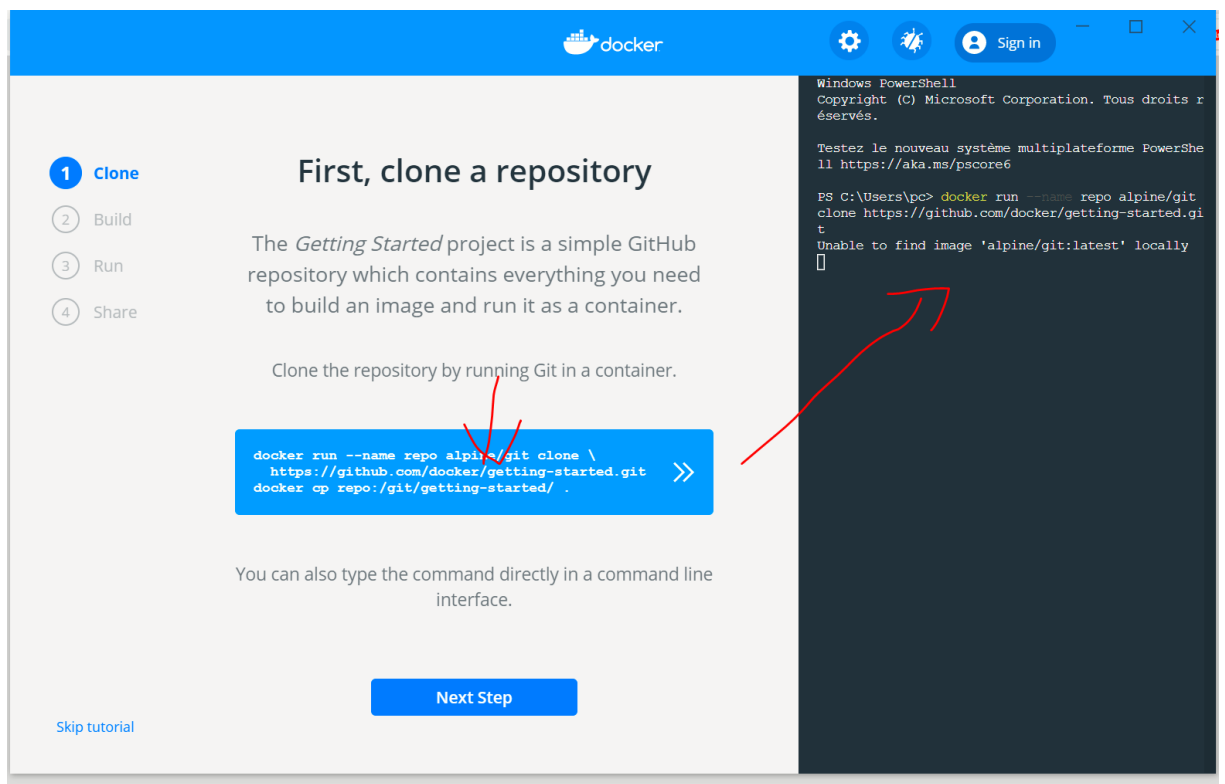 docker
Sign in
1 Clone
2 Build
3 Run
4 Share
First, clone a repository
The Getting Started project is a simple GitHub
repository which contains everything you need
to build an image and run it as a container.
Clone the repository by running Git in a container.
docker run --name repo alpine/git clone \
https://github.com/docker/getting-started.git
docker cp repo:/git/getting-started/ .
You can also type the command directly in a command line
interface.
Next Step
Skip tutorial
Windows PowerShell
Copyright (C) Microsoft Corporation. Tous droits r
éservés.
Testez le nouveau système multiplateforme PowerShe
ll https://aka.ms/pscore6
PS C:\Users\pc> docker run --name repo alpine/git
clone https://github.com/docker/getting-started.gi
t
Unable to find image 'alpine/git:latest' locally